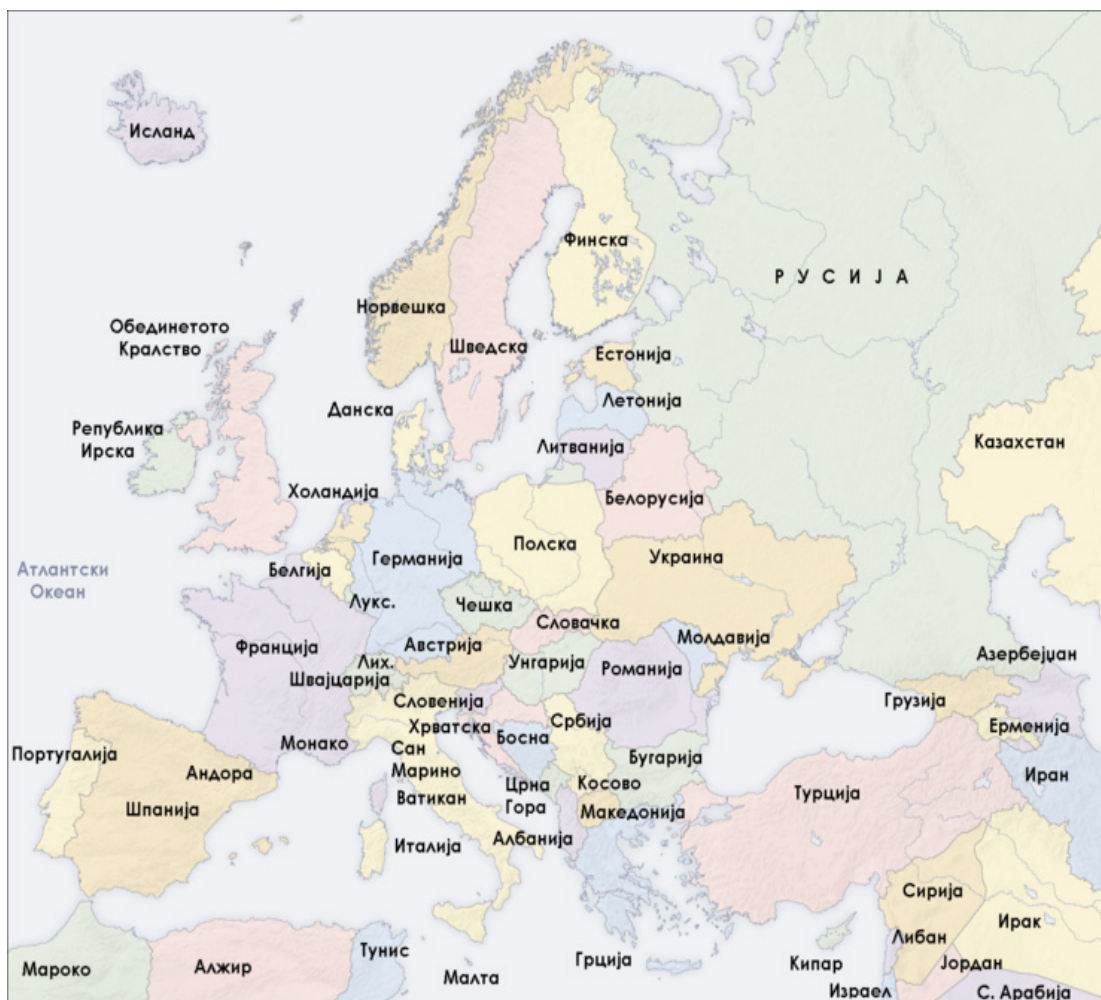 Исланд
Финска
РУСИЈА
Норвешка
Обединетото
Кралство
Шведска
Естонија
Летонија
Данска
Република
Ирска
Литванија
Казахстан
Холандија
Белорусија
Полска
Германија
Украина
Белгија
Атлантски
Океан
Лукс.
Чешка
Словачка
Молдавија
Австрија
Франција
Лих.
Унгарија
Романија
Азербејџан
Швајцарија
Словенија
Грузија
Србија
Хрватска
Ерменија
Босна
Монако
Португалија
Сан
Марино
Бугарија
Иран
Андора
Црна
Гора
Косово
Турција
Ватикан
Шпанија
Македонија
Албанија
Италија
Сирија
Ирак
Либан
Тунис
Грција
Кипар
Јордан
Мароко
Алжир
Малта
Израел
С. Арабија